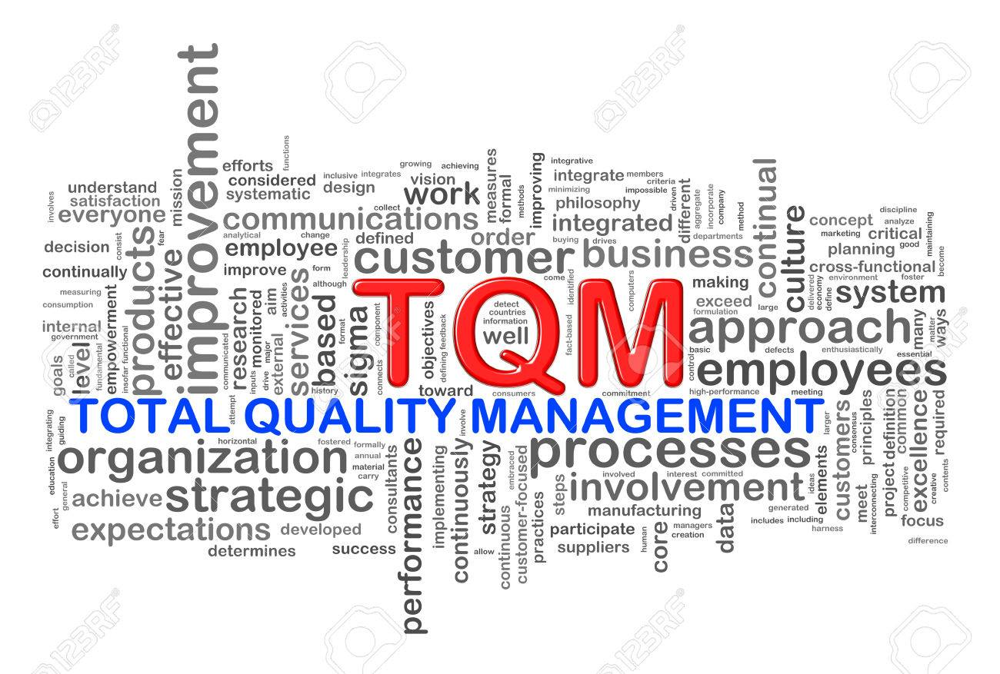 123RF
improvement
efforts
functions
considered
systematic
inclusive
integrates
design
growing
achieving
vision
work
measures
formal
methods
improving
integrative
integrate
members
criteria
impossible
minimizing
philosophy
integrated
driven
different
aggregate
incorporate
company
method
continual
departments
buying
drives
involves
understand
satisfaction
everyone
mission
fear
decision
consist
continually
products
effective
communications
collect
analytical
change
defined
employee
improve
form
although
leadership
order
customer
business
come
identified
computers
culture
concept
discipline
analyze
marketing
critical
maintaining
planning
good
cross-functional
become
environment
foster
delivered
economy
define
system
making
exceed
formulation
large
approach
many
matter
ways
basic
control
defects
enthusiastically
essential
employees
high-performance
meeting
measuring
consumption
internal
government
goals
called
level
fundamental
empowerment
insofar
functional
communicated
research
inputs
monitored
drive
major
aim
external
activities
services
based
history
format
sigma
component
connects
TQM
objectives
defining
feedback
toward
detect
countries
information
well
fact-based
consumers
commitment
TOTAL QUALITY MANAGEMENT
attempt
involve
integrating
guiding
horizontal
fostered
formally
annual
material
carry
organization
education
general
effort
achieve
strategic
expectations
developed
determines
success
consultants
performance
implementing
continuously
allow
strategy
continuous
embraced
customer-focused
practices
processes
steps
involved
interest
committed
involvement
manufacturing
participate
suppliers
human
core
managers
creation
data
generated
includes
including
ideas
elements
harness
larger
consensus
customers
principles
meet
interconnecting
project
definition
common
competitive
excellence
creative
required
contents
focus
difference